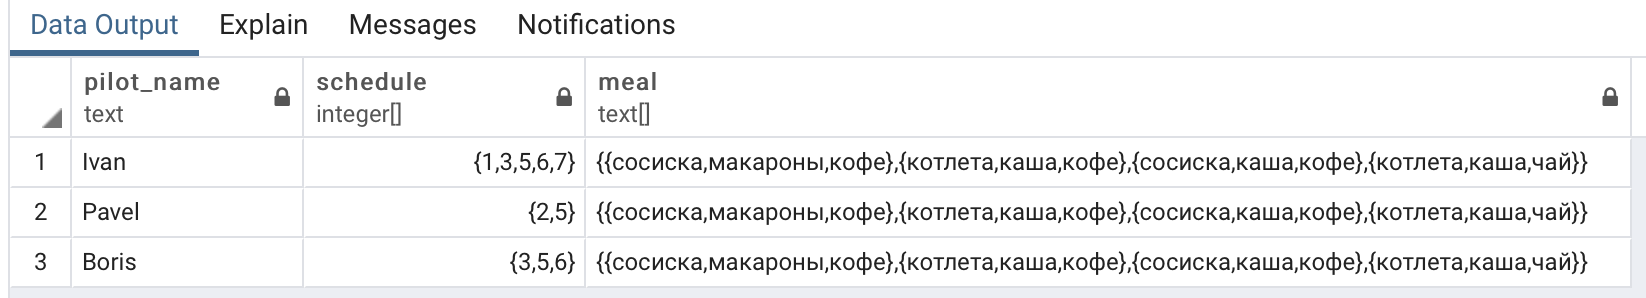 Data Output Explain Messages Notifications
pilot_name schedule meal
text integer[] text[]
1 Ivan {1,3,5,6,7} {{сосиска,макароны,кофе},{котлета,каша,кофе},{сосиска,каша,кофе},{котлета,каша,чай}}
2 Pavel {2,5} {{сосиска,макароны,кофе},{котлета,каша,кофе},{сосиска,каша,кофе},{котлета,каша,чай}}
3 Boris {3,5,6} {{сосиска,макароны,кофе},{котлета,каша,кофе},{сосиска,каша,кофе},{котлета,каша,чай}}